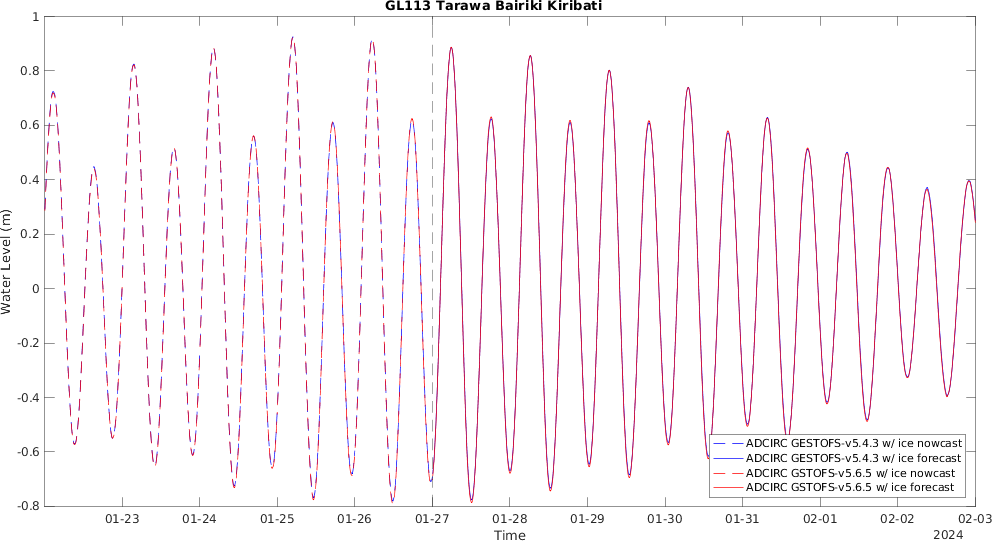 GL113 Tarawa Bairiki Kiribati
Water Level (m)
1
0.8
0.6
0.4
0.2
0
-0.2
-0.4
-0.6
-0.8
ADCIRC GESTOFS-v5.4.3 w/ ice nowcast
ADCIRC GESTOFS-v5.4.3 w/ ice forecast
ADCIRC GSTOFS-v5.6.5 w/ ice nowcast
ADCIRC GSTOFS-v5.6.5 w/ ice forecast
01-23 01-24 01-25 01-26 01-27 01-28 01-29 01-30 01-31 02-01 02-02 02-03
Time
2024